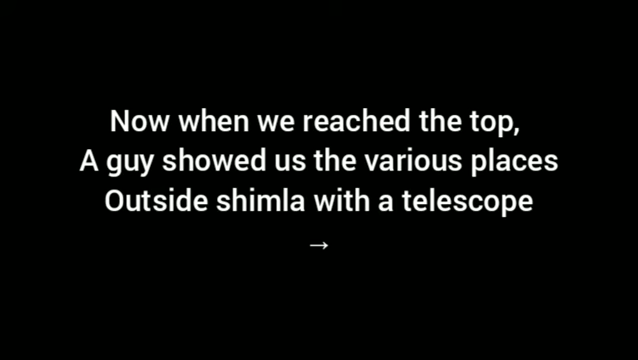 Now when we reached the top,
A guy showed us the various places
Outside shimla with a telescope
→